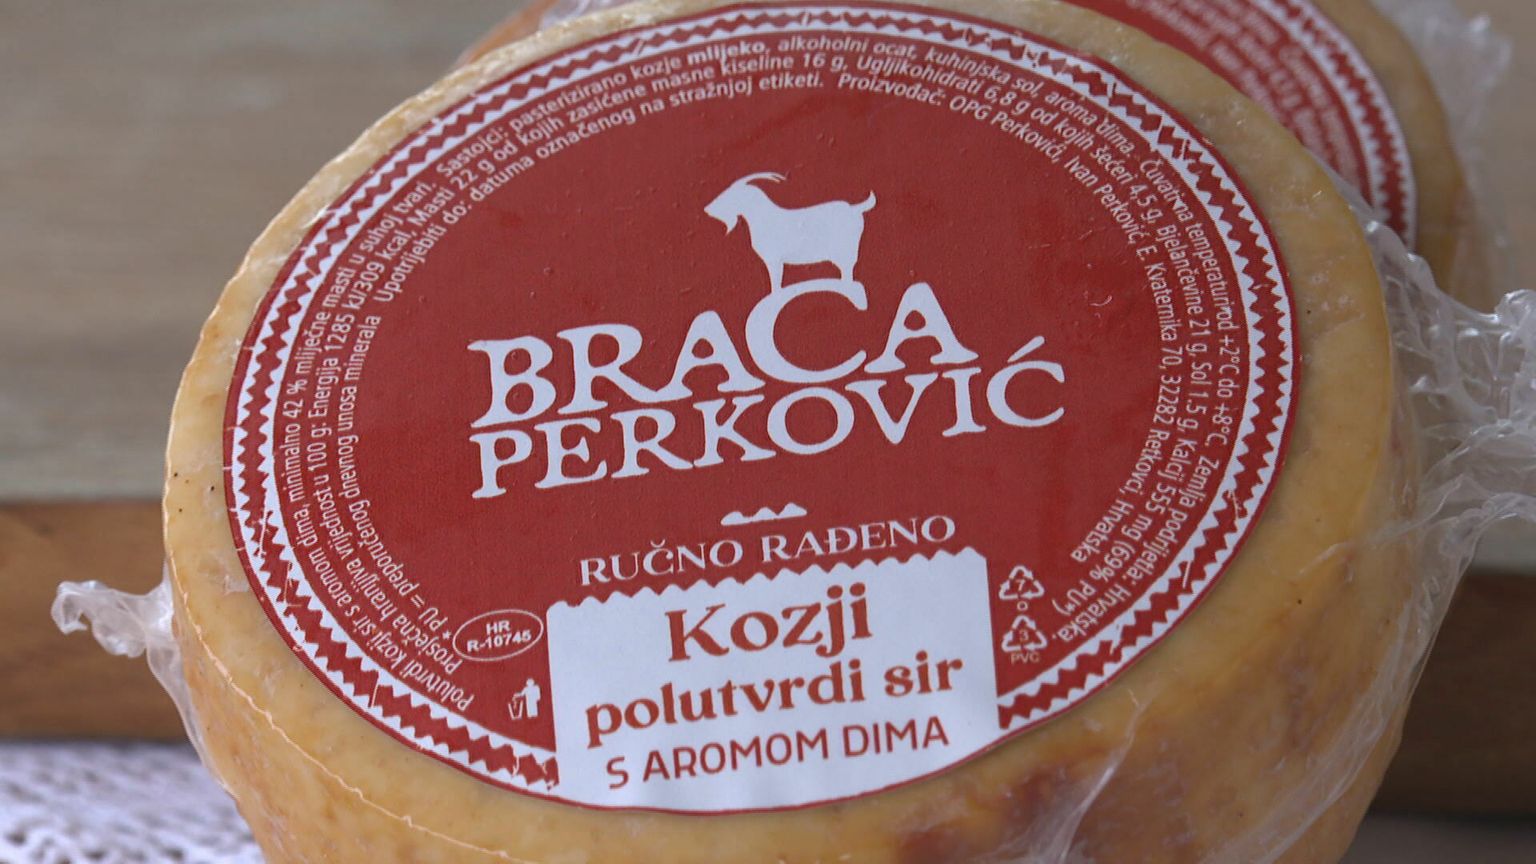 Polutvrdi kozji sir s aromom dima, minimalno 42 % mliječne masti u suhoj tvari. Sastojci: pasterizirano kozje mlijeko, alkoholni ocat, kuhinjska sol, aroma dima. Čuvati na temperaturi od +2°C do +8°C. Zemlja podrijetla: Hrvatska
Prosječna hranjiva vrijednost u 100 g: Energija 1285 kJ/309 kcal, Masti 22 g od kojih zasićene masne kiseline 16 g, Ugljikohidrati 6,8 g od kojih šećeri 4,5 g, Bjelančevine 21 g, Sol 1,5 g, Kalcij 555 mg (69% PU*)
* PU = preporučenog dnevnog unosa minerala Upotrijebiti do: datuma označenog na stražnjoj etiketi. Proizvođač: OPG Perkovići, Ivan Perković, E. Kvaternika 70, 32282 Retkovci, Hrvatska
BRAĆA
PERKOVIĆ
RUČNO RAĐENO
HR
R-10745
Kozji
polutvrdi sir
S AROMOM DIMA
7
3
PVC